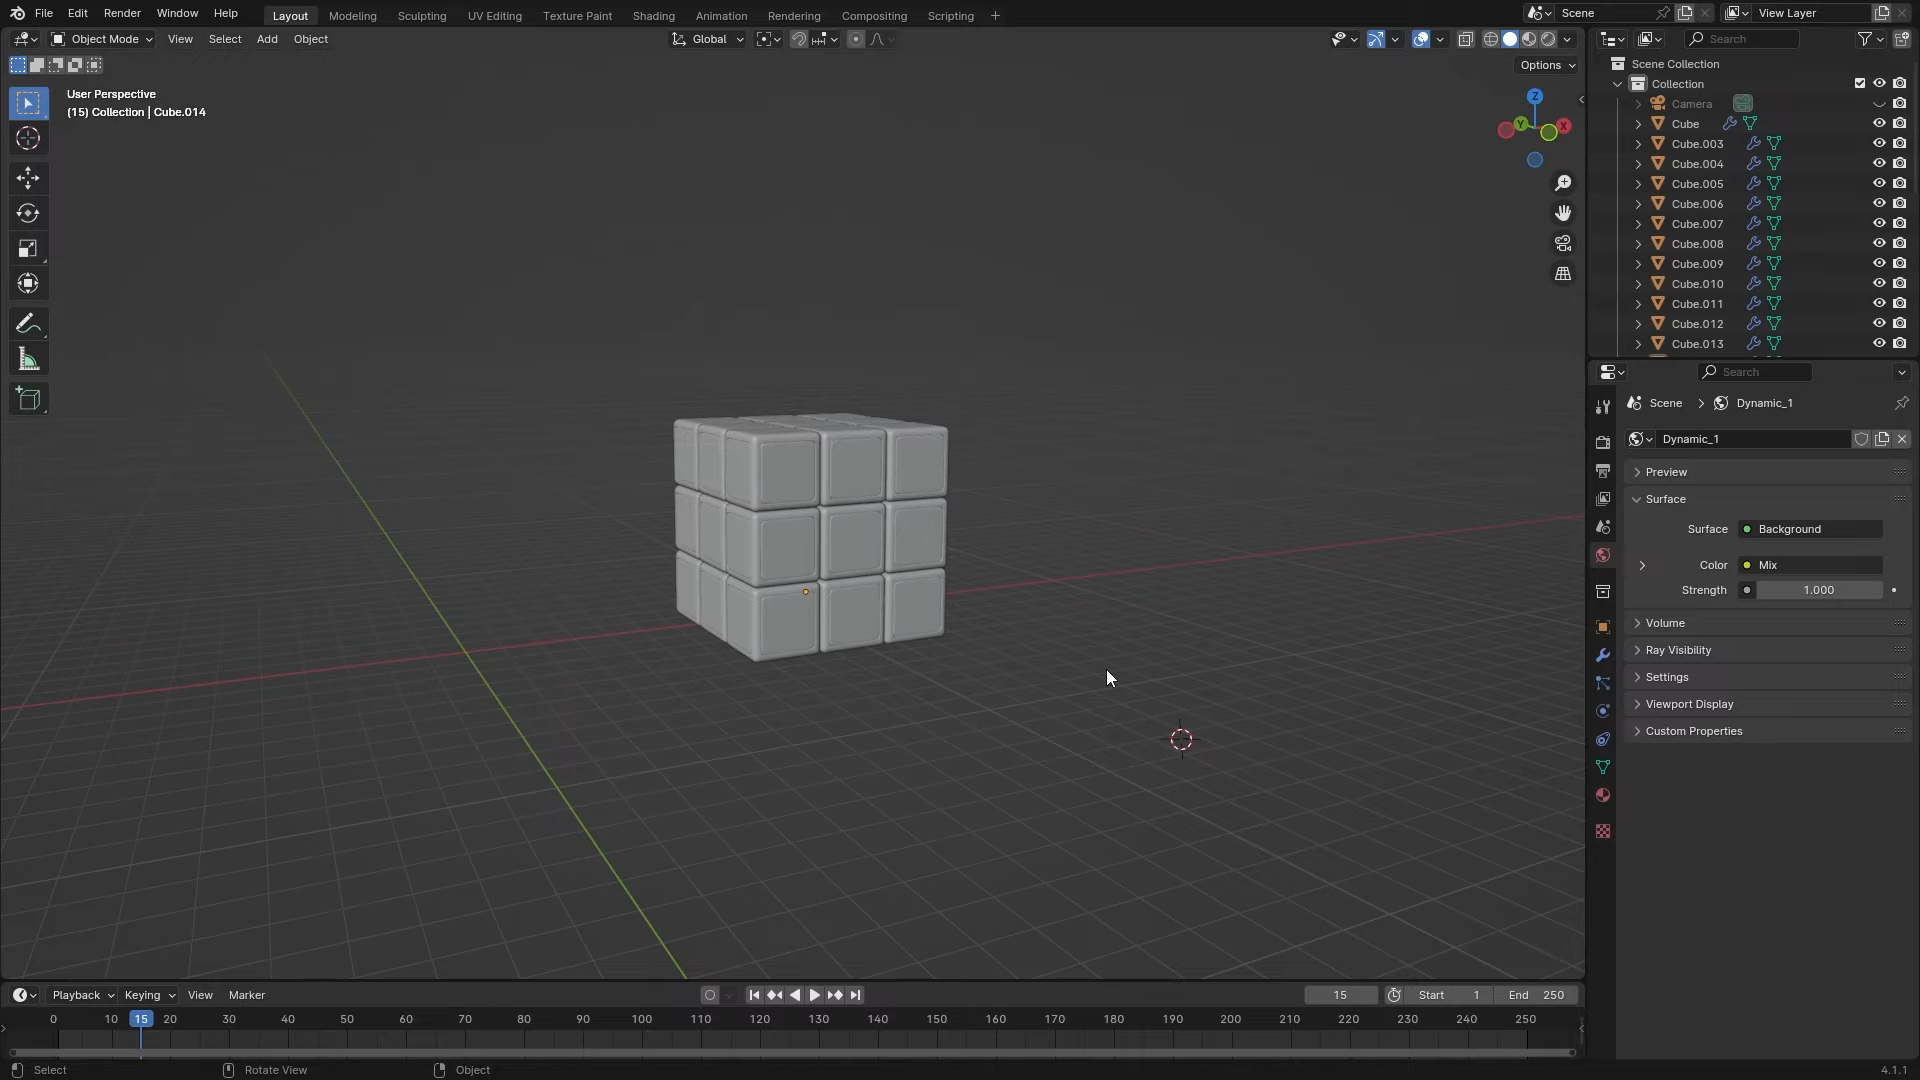 File Edit Render Window Help Layout Modeling Sculpting UV Editing Texture Paint Shading Animation Rendering Compositing Scripting + Scene View Layer
Object Mode View Select Add Object Global Search
Options
User Perspective
(15) Collection | Cube.014
Z
Y X
Scene Collection
Collection
Camera
Cube
Cube.003
Cube.004
Cube.005
Cube.006
Cube.007
Cube.008
Cube.009
Cube.010
Cube.011
Cube.012
Cube.013
Search
Scene > Dynamic_1
Dynamic_1
Preview
Surface
Surface Background
Color Mix
Strength 1.000
Volume
Ray Visibility
Settings
Viewport Display
Custom Properties
Playback Keying View Marker 15 Start 1 End 250
0 10 15 20 30 40 50 60 70 80 90 100 110 120 130 140 150 160 170 180 190 200 210 220 230 240 250
Select Rotate View Object 4.1.1